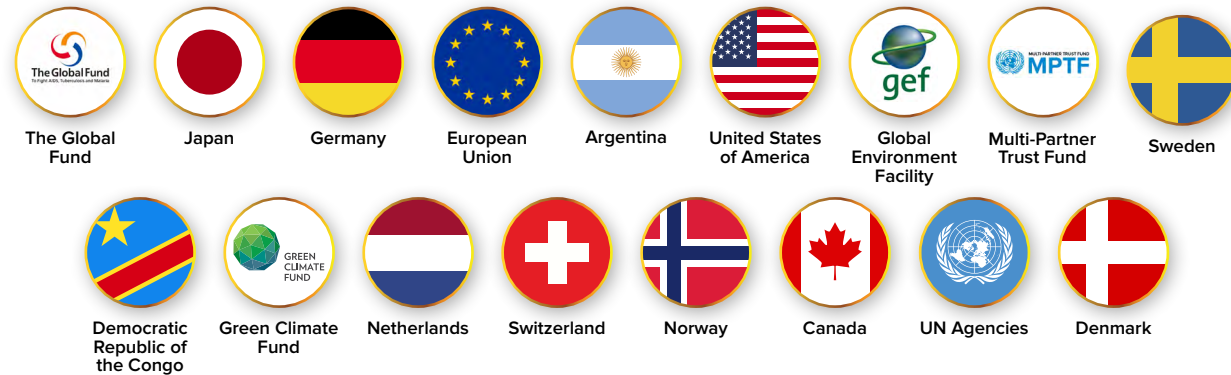 The Global Fund
To Fight AIDS, Tuberculosis and Malaria
gef
MULTI-PARTNER TRUST FUND
MPTF
The Global
Fund
Japan
Germany
European
Union
Argentina
United States
of America
Global
Environment
Facility
Multi-Partner
Trust Fund
Sweden
GREEN
CLIMATE
FUND
Democratic
Republic of
the Congo
Green Climate
Fund
Netherlands
Switzerland
Norway
Canada
UN Agencies
Denmark